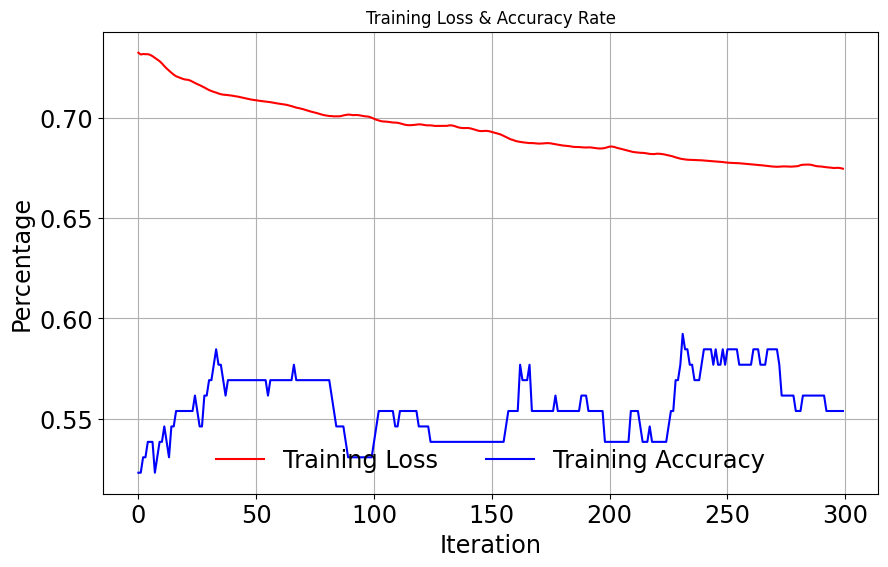 Training Loss & Accuracy Rate
Percentage
0.70
0.65
0.60
0.55
Training Loss
Training Accuracy
0 50 100 150 200 250 300
Iteration